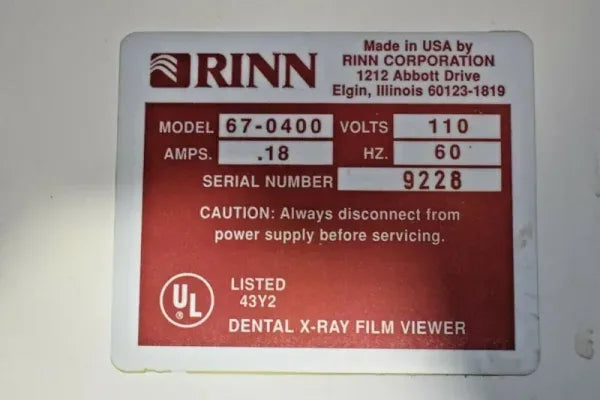 RINN
Made in USA by
RINN CORPORATION
1212 Abbott Drive
Elgin, Illinois 60123-1819
MODEL 67-0400 VOLTS 110
AMPS. .18 HZ. 60
SERIAL NUMBER 9228
CAUTION: Always disconnect from
power supply before servicing.
UL
LISTED
43Y2
DENTAL X-RAY FILM VIEWER